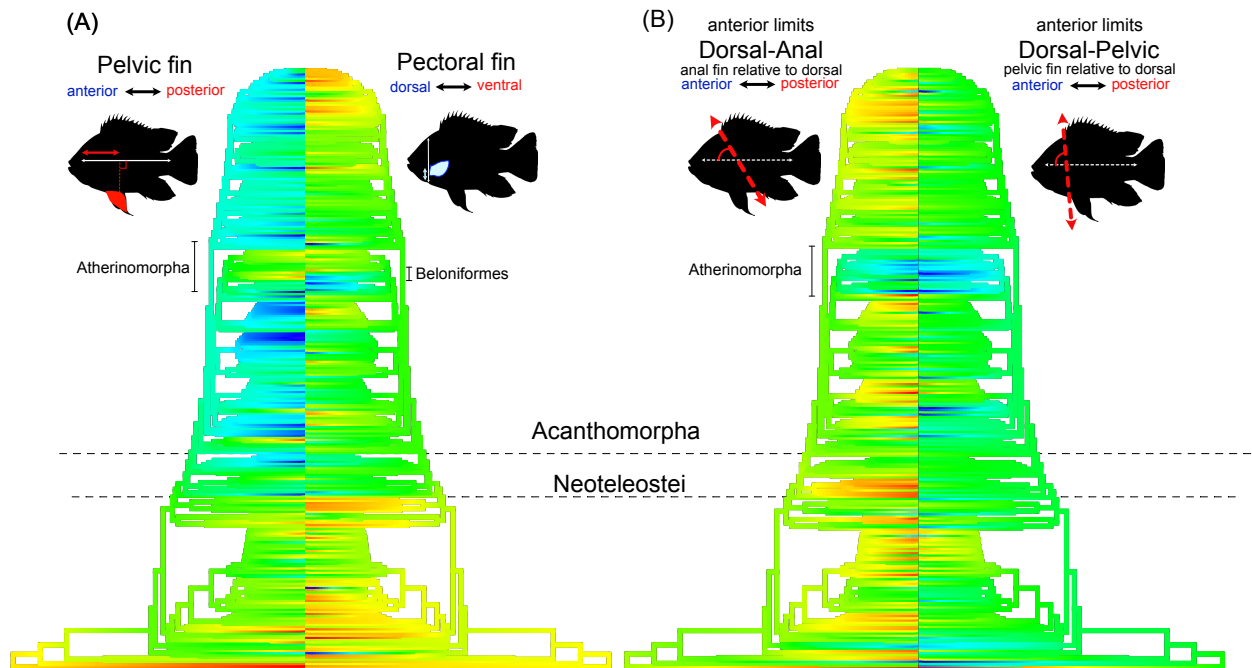 (A)
Pelvic fin
anterior posterior
Pectoral fin
dorsal ventral
Atherinomorpha
Beloniformes
(B)
anterior limits
Dorsal-Anal
anal fin relative to dorsal
anterior posterior
anterior limits
Dorsal-Pelvic
pelvic fin relative to dorsal
anterior posterior
Atherinomorpha
Acanthomorpha
Neoteleostei